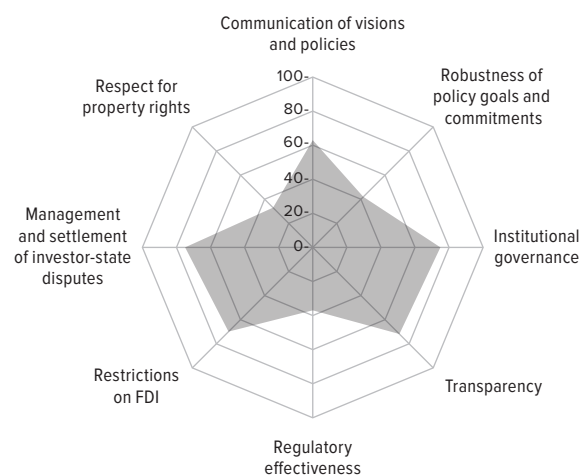 Communication of visions
and policies
Robustness of
policy goals and
commitments
Institutional
governance
Transparency
Regulatory
effectiveness
Restrictions
on FDI
Management
and settlement
of investor-state
disputes
Respect for
property rights
100-
80-
60-
40-
20-
0-